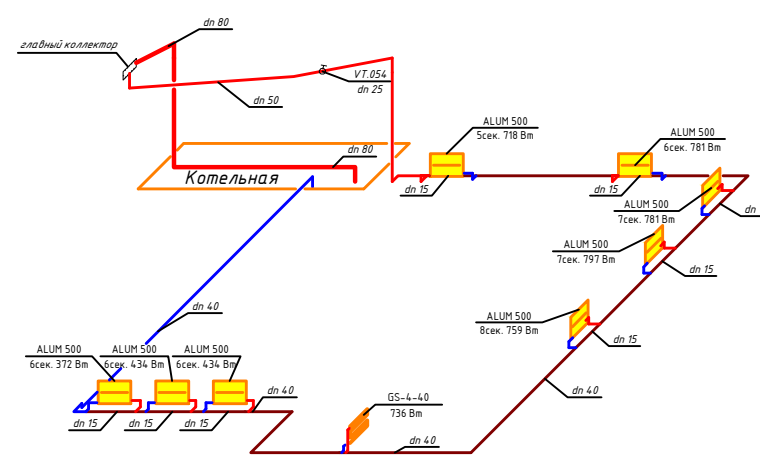 dn 80
главный коллектор
VT.054
dn 25
dn 50
dn 80
Котельная
ALUM 500
5сек. 718 Вт
dn 15
ALUM 500
6сек. 781 Вт
dn 15
ALUM 500
7сек. 781 Вт
dn
ALUM 500
7сек. 797 Вт
dn 15
ALUM 500
8сек. 759 Вт
dn 15
dn 40
dn 40
ALUM 500
6сек. 372 Вт
ALUM 500
6сек. 434 Вт
ALUM 500
6сек. 434 Вт
dn 15
dn 15
dn 15
dn 40
GS-4-40
736 Вт
dn 40